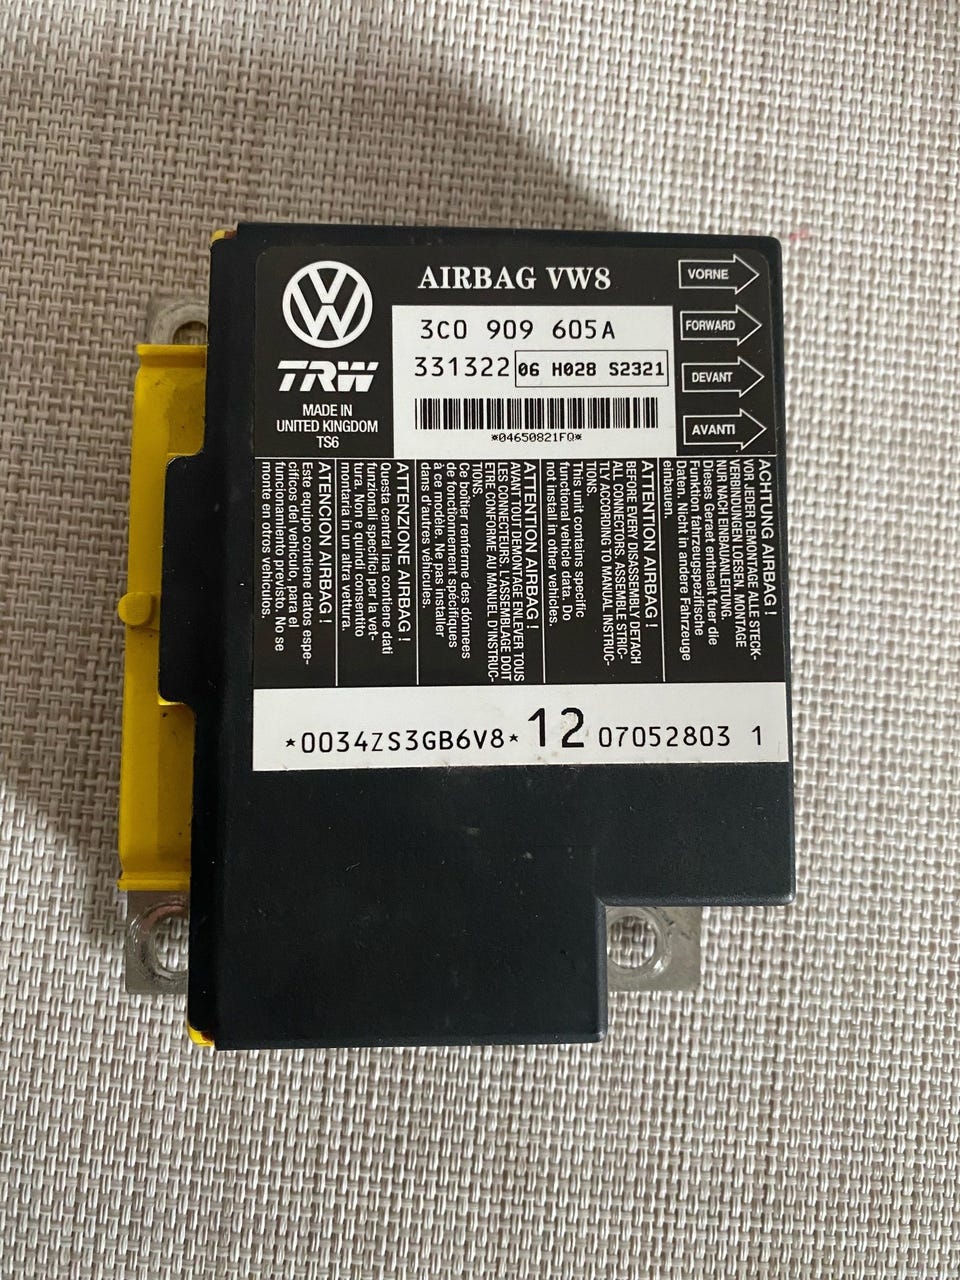 AIRBAG VW8
VORNE
FORWARD
DEVANT
AVANTI
3C0 909 605A
331322 06 H028 S2321
*04650821FQ*
VW
TRW
MADE IN
UNITED KINGDOM
TS6
ACHTUNG AIRBAG !
VOR JEDER DEMONTAGE ALLE STECK-
VERBINDUNGEN LOESEN. MONTAGE
NUR NACH EINBAUANLEITUNG.
Dieses Geraet enthaelt fuer die
Funktion fahrzeugspezifische
Daten. Nicht in andere Fahrzeuge
einbauen.
ATTENTION AIRBAG !
BEFORE EVERY DISASSEMBLY DETACH
ALL CONNECTORS. ASSEMBLE STRIC-
TLY ACCORDING TO MANUAL INSTRUC-
TIONS.
This unit contains specific
functional vehicle data. Do
not install in other vehicles.
ATTENTION AIRBAG !
AVANT TOUT DEMONTAGE ENLEVER TOUS
LES CONNECTEURS. L'ASSEMBLAGE DOIT
ETRE CONFORME AU MANUEL D'INSTRUC-
TIONS.
Ce boîtier renferme des données
de fonctionnement spécifiques
à ce modèle. Ne pas installer
dans d'autres véhicules.
ATTENZIONE AIRBAG !
Questa centralina contiene dati
funzionali specifici per la vet-
tura. Non e quindi consentito
montarla in un altra vettura.
ATENCION AIRBAG !
Este equipo contiene datos espe-
cíficos del vehículo, para el
funcionamiento previsto. No se
monte en otros vehículos.
*0034ZS3GB6V8* 12 07052803 1